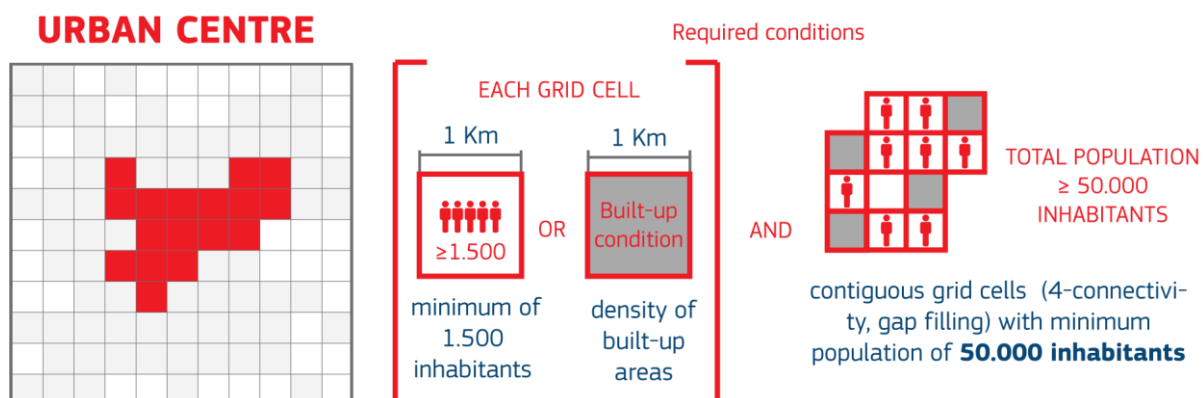 URBAN CENTRE
Required conditions
EACH GRID CELL
1 Km
1 Km
≥1.500
OR
Built-up
condition
AND
TOTAL POPULATION
≥ 50.000
INHABITANTS
minimum of
1.500
inhabitants
density of
built-up
areas
contiguous grid cells (4-connectivi-
ty, gap filling) with minimum
population of 50.000 inhabitants